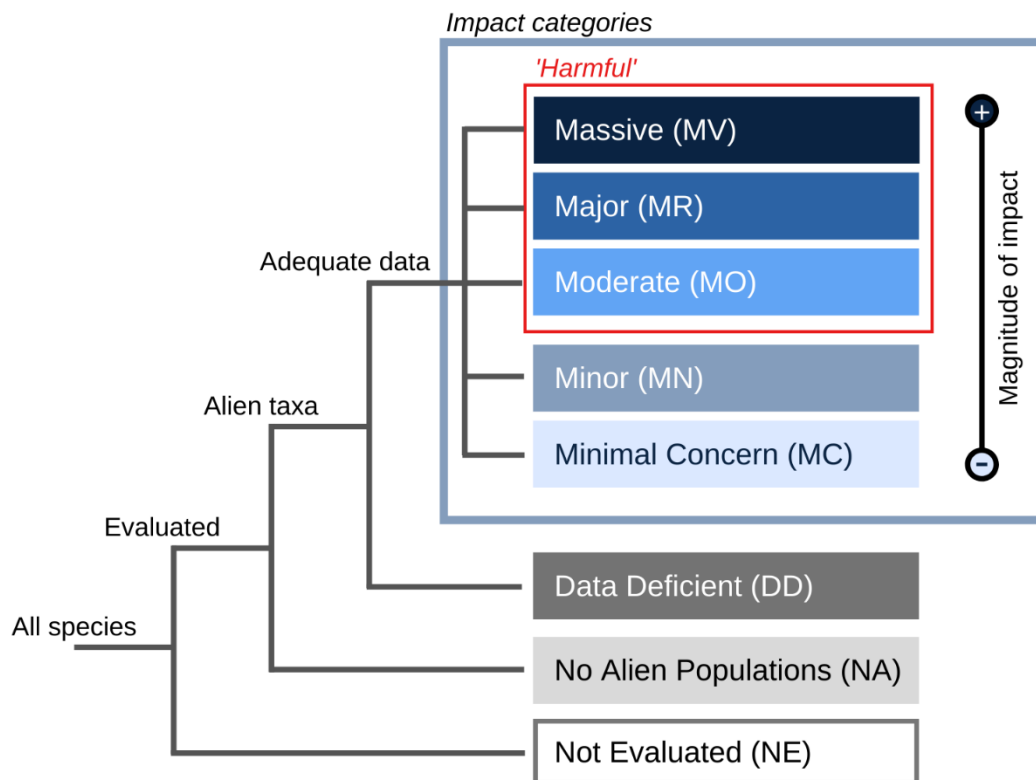 Impact categories
'Harmful'
Massive (MV)
+
Major (MR)
Adequate data
Moderate (MO)
Magnitude of impact
Minor (MN)
Alien taxa
Minimal Concern (MC)
-
Evaluated
Data Deficient (DD)
All species
No Alien Populations (NA)
Not Evaluated (NE)